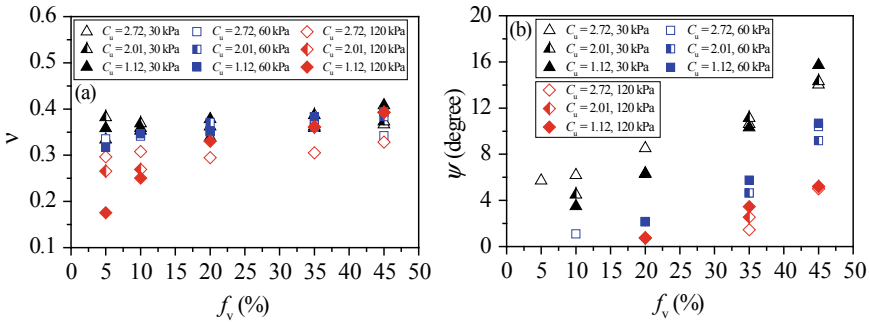 (a)
C_u = 2.72, 30 kPa C_u = 2.72, 60 kPa C_u = 2.72, 120 kPa
C_u = 2.01, 30 kPa C_u = 2.01, 60 kPa C_u = 2.01, 120 kPa
C_u = 1.12, 30 kPa C_u = 1.12, 60 kPa C_u = 1.12, 120 kPa
ν
0.6
0.5
0.4
0.3
0.2
0.1
0 5 10 15 20 25 30 35 40 45 50
f_v (%)
(b)
C_u = 2.72, 30 kPa C_u = 2.72, 60 kPa
C_u = 2.01, 30 kPa C_u = 2.01, 60 kPa
C_u = 1.12, 30 kPa C_u = 1.12, 60 kPa
C_u = 2.72, 120 kPa
C_u = 2.01, 120 kPa
C_u = 1.12, 120 kPa
ψ (degree)
20
16
12
8
4
0
0 5 10 15 20 25 30 35 40 45 50
f_v (%)